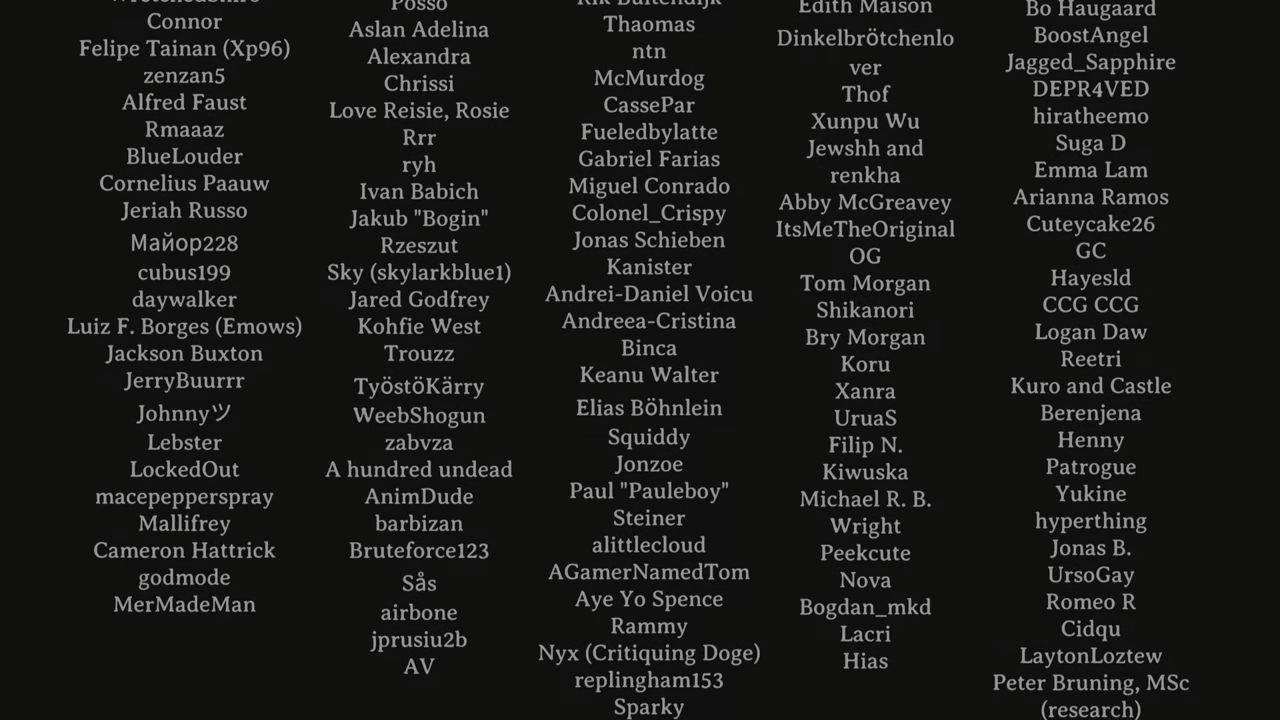 Connor
Felipe Tainan (Xp96)
zenzan5
Alfred Faust
Rmaaaz
BlueLouder
Cornelius Paauw
Jeriah Russo
Майор228
cubus199
daywalker
Luiz F. Borges (Emows)
Jackson Buxton
JerryBuurrr
Johnnyツ
Lebster
LockedOut
macepepperspray
Mallifrey
Cameron Hattrick
godmode
MerMadeMan
Posso
Aslan Adelina
Alexandra
Chrissi
Love Reisie, Rosie
Rrr
ryh
Ivan Babich
Jakub "Bogin"
Rzeszut
Sky (skylarkblue1)
Jared Godfrey
Kohfie West
Trouzz
TyöstöKärry
WeebShogun
zabvza
A hundred undead
AnimDude
barbizan
Bruteforce123
Sås
airbone
jprusiu2b
AV
Rik Buitendijk
Thaomas
ntn
McMurdog
CassePar
Fueledbylatte
Gabriel Farias
Miguel Conrado
Colonel_Crispy
Jonas Schieben
Kanister
Andrei-Daniel Voicu
Andreea-Cristina
Binca
Keanu Walter
Elias Böhnlein
Squiddy
Jonzoe
Paul "Pauleboy"
Steiner
alittlecloud
AGamerNamedTom
Aye Yo Spence
Rammy
Nyx (Critiquing Doge)
replingham153
Sparky
Edith Maison
Dinkelbrötchenlo
ver
Thof
Xunpu Wu
Jewshh and
renkha
Abby McGreavey
ItsMeTheOriginal
OG
Tom Morgan
Shikanori
Bry Morgan
Koru
Xanra
UruaS
Filip N.
Kiwuska
Michael R. B.
Wright
Peekcute
Nova
Bogdan_mkd
Lacri
Hias
Bo Haugaard
BoostAngel
Jagged_Sapphire
DEPR4VED
hiratheemo
Suga D
Emma Lam
Arianna Ramos
Cuteycake26
GC
Hayesld
CCG CCG
Logan Daw
Reetri
Kuro and Castle
Berenjena
Henny
Patrogue
Yukine
hyperthing
Jonas B.
UrsoGay
Romeo R
Cidqu
LaytonLoztew
Peter Bruning, MSc
(research)